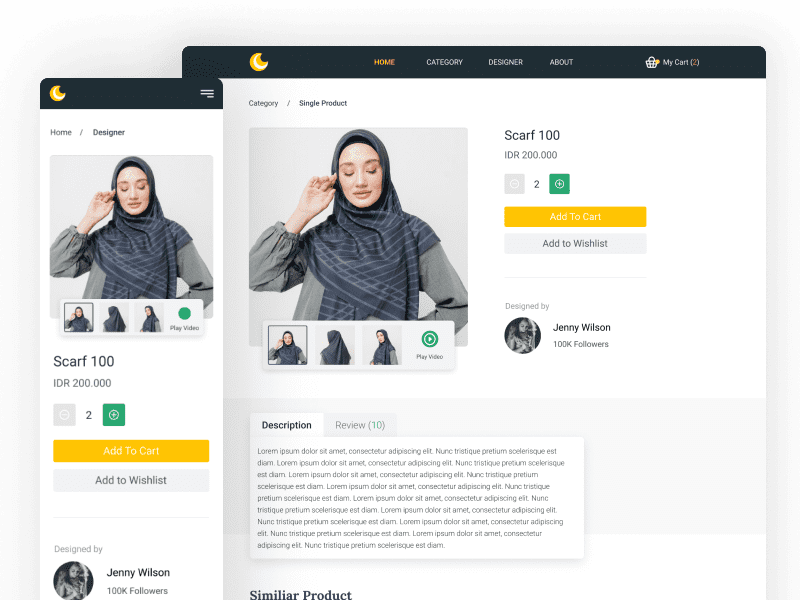 Home / Designer
Play Video
Scarf 100
IDR 200.000
2
Add To Cart
Add to Wishlist
Designed by
Jenny Wilson
100K Followers
HOME CATEGORY DESIGNER ABOUT My Cart (2)
Category / Single Product
Play Video
Scarf 100
IDR 200.000
2
Add To Cart
Add to Wishlist
Designed by
Jenny Wilson
100K Followers
Description Review (10)
Lorem ipsum dolor sit amet, consectetur adipiscing elit. Nunc tristique pretium scelerisque est
diam. Lorem ipsum dolor sit amet, consectetur adipiscing elit. Nunc tristique pretium scelerisque
est diam. Lorem ipsum dolor sit amet, consectetur adipiscing elit. Nunc tristique pretium
scelerisque est diam. Lorem ipsum dolor sit amet, consectetur adipiscing elit. Nunc tristique
pretium scelerisque est diam. Lorem ipsum dolor sit amet, consectetur adipiscing elit. Nunc
tristique pretium scelerisque est diam. Lorem ipsum dolor sit amet, consectetur adipiscing elit.
Nunc tristique pretium scelerisque est diam. Lorem ipsum dolor sit amet, consectetur adipiscing
elit. Nunc tristique pretium scelerisque est diam. Lorem ipsum dolor sit amet, consectetur
adipiscing elit. Nunc tristique pretium scelerisque est diam.
Similiar Product